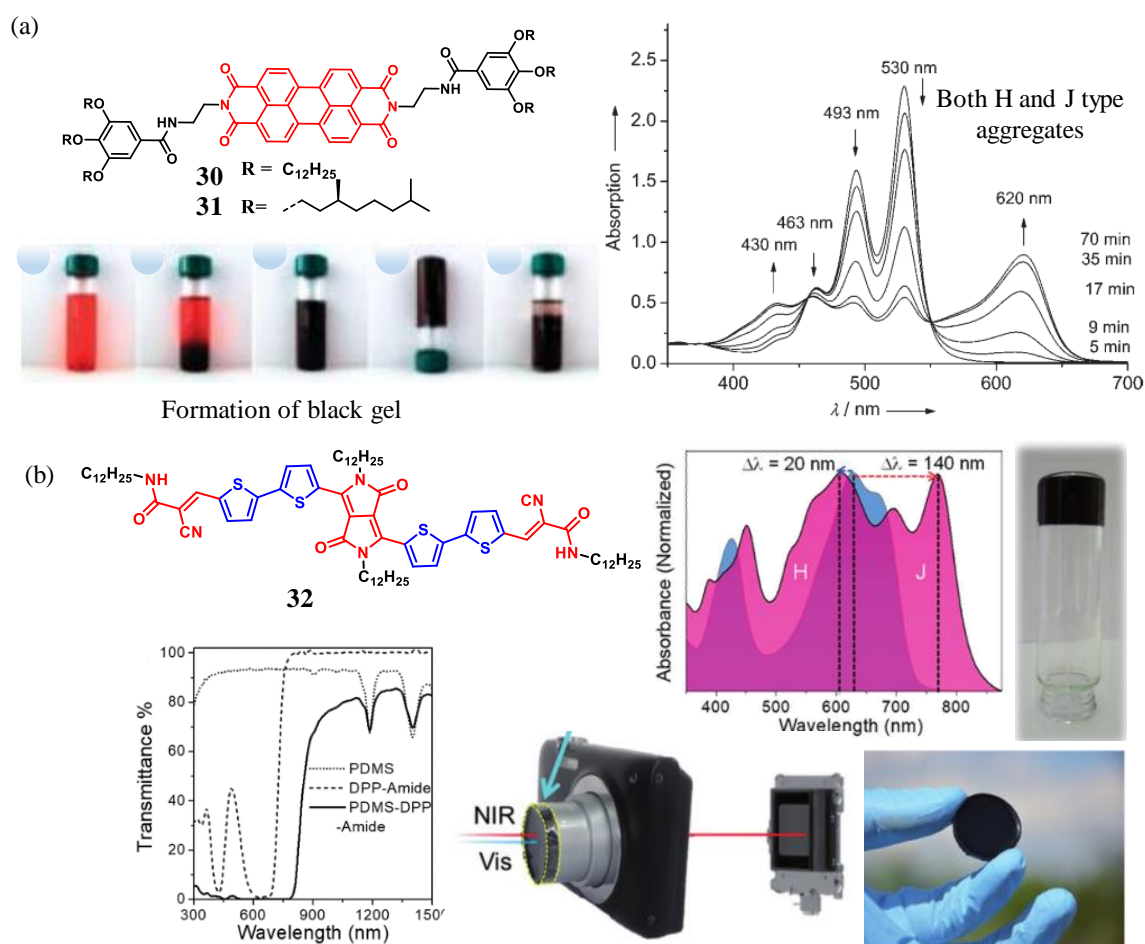 (a)
RO
OR
OR
OR
RO
RO
O
O
O
O
O
O
HN
NH
N
N
30
R = C12H25
31
R=
Formation of black gel
2.5
2.0
1.5
1.0
0.5
0.0
Absorption
530 nm
493 nm
463 nm
430 nm
620 nm
Both H and J type
aggregates
70 min
35 min
17 min
9 min
5 min
400
500
600
700
λ / nm
(b)
C12H25
NH
O
CN
S
S
C12H25
N
O
O
N
C12H25
S
S
CN
O
HN
C12H25
32
Δλ = 20 nm
Δλ = 140 nm
H
J
Absorbance (Normalized)
400
500
600
700
800
Wavelength (nm)
100
80
60
40
20
0
Transmittance %
PDMS
DPP-Amide
PDMS-DPP
-Amide
300
600
900
1200
Wavelength (nm)
NIR
Vis